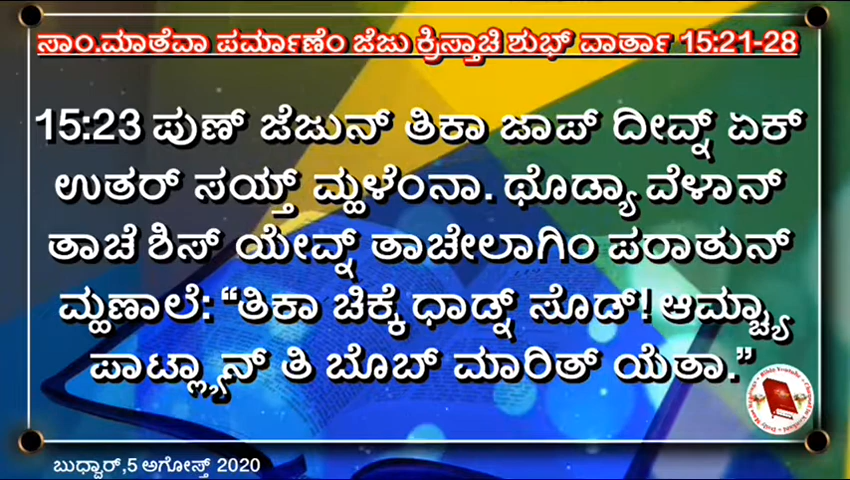 ಸಾಂ.ಮಾತೆವಾ ಪರ್ಮಾಣೆಂ ಜೆಜು ಕ್ರಿಸ್ತಾಚಿ ಶುಭ್ ವಾರ್ತಾ 15:21-28
15:23 ಪುಣ್ ಜೆಜುನ್ ತಿಕಾ ಜಾಪ್ ದೀವ್ನ್ ಏಕ್
ಉತರ್ ಸಯ್ತ್ ಮ್ಹಳೆಂನಾ. ಥೊಡ್ಯಾ ವೆಳಾನ್
ತಾಚೆ ಶಿಸ್ ಯೇವ್ನ್ ತಾಚೇಲಾಗಿಂ ಪರಾತುನ್
ಮ್ಹಣಾಲೆ: “ತಿಕಾ ಚಿಕ್ಕೆ ಧಾಡ್ನ್ ಸೊಡ್! ಆಮ್ಚ್ಯಾ
ಪಾಟ್ಲ್ಯಾನ್ ತಿ ಬೊಬ್ ಮಾರಿತ್ ಯೆತಾ.”
ಬುಧ್ವಾರ್,5 ಅಗೋಸ್ತ್ 2020